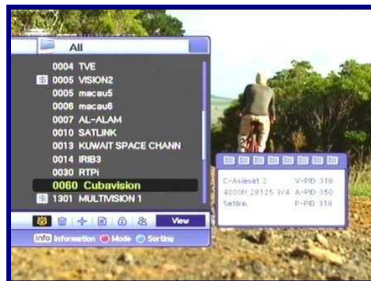 All
0004 TVE
0005 VISION2
0005 macau5
0006 macau6
0007 AL-ALAM
0010 SATLINK
0013 KUWAIT SPACE CHANN
0014 IRIB3
0030 RTPi
0060 Cubavision
1301 MULTIVISION 1
View
Info Information Mode Sorting
C-Asiasat 2 V-PID 318
4000H 28125 3/4 A-PID 350
Satlink P-PID 318